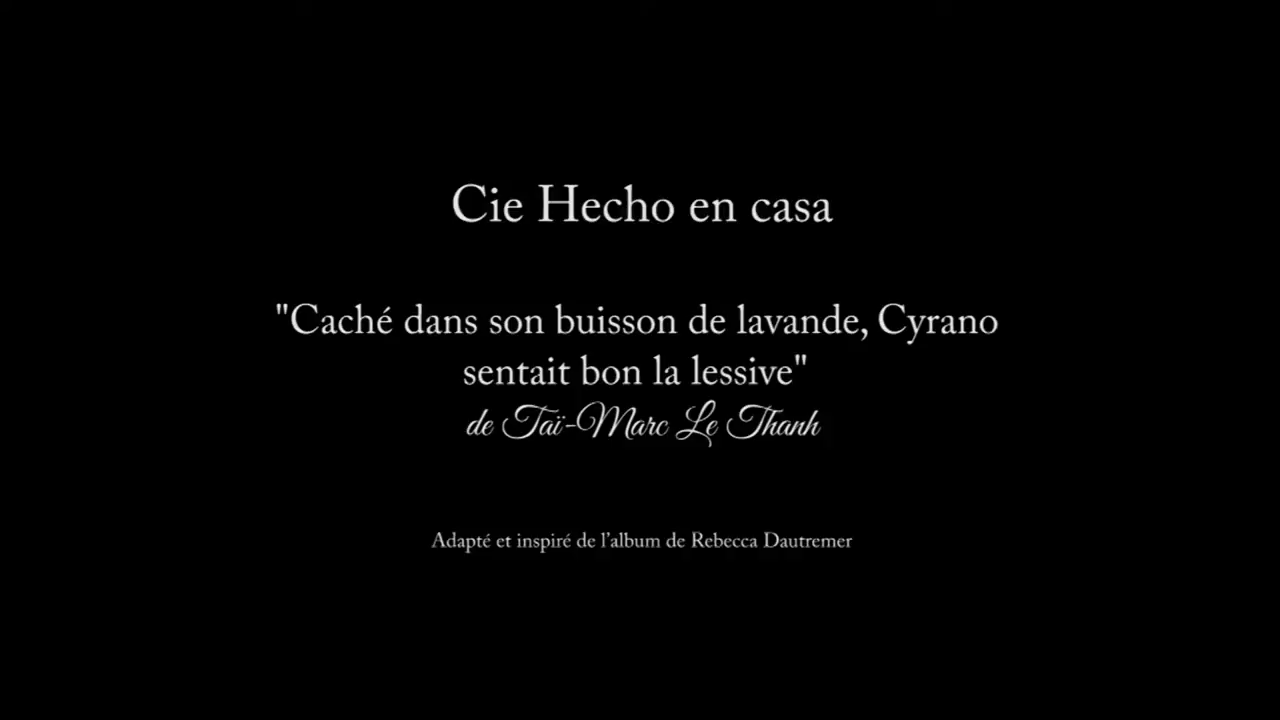 Cie Hecho en casa
"Caché dans son buisson de lavande, Cyrano
sentait bon la lessive"
de Taï-Marc Le Thanh
Adapté et inspiré de l'album de Rebecca Dautremer